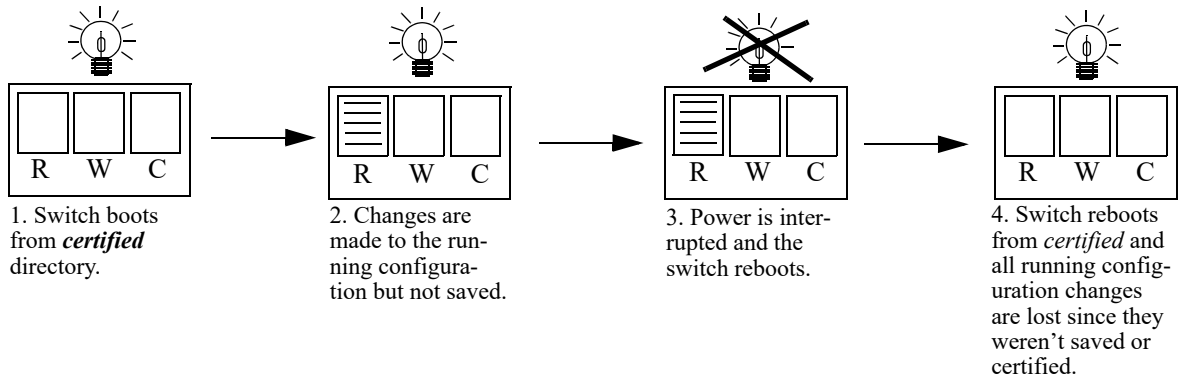 R W C
1. Switch boots
from certified
directory.
R W C
2. Changes are
made to the run-
ning configura-
tion but not saved.
R W C
3. Power is inter-
rupted and the
switch reboots.
R W C
4. Switch reboots
from certified and
all running config-
uration changes
are lost since they
weren’t saved or
certified.